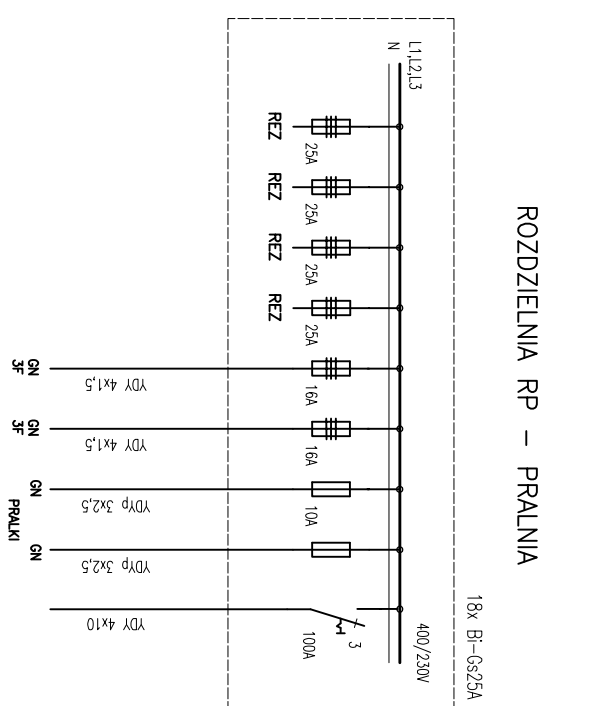 ROZDZIELNIA RP – PRALNIA
18x Bi-Gs25A
L1,L2,L3
N
400/230V
25A
REZ
25A
REZ
25A
REZ
25A
REZ
16A
YDY 4x1,5
GN
3F
16A
YDY 4x1,5
GN
3F
10A
YDYp 3x2,5
GN
PRALKI
YDYp 3x2,5
GN
3
100A
YDY 4x10